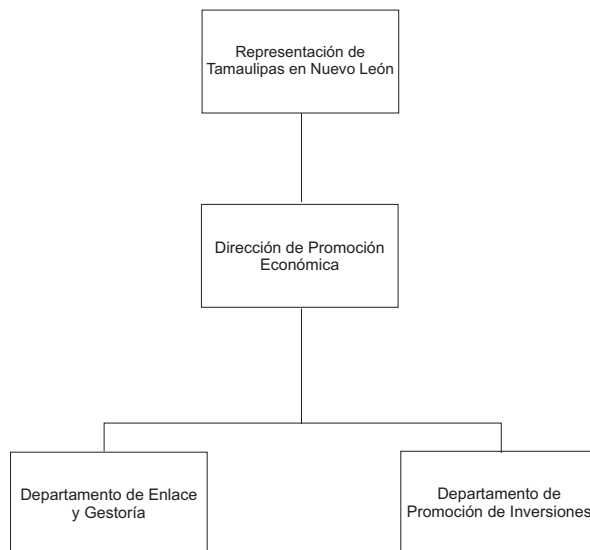 Representación de
Tamaulipas en Nuevo León
Dirección de Promoción
Económica
Departamento de Enlace
y Gestoría
Departamento de
Promoción de Inversiones